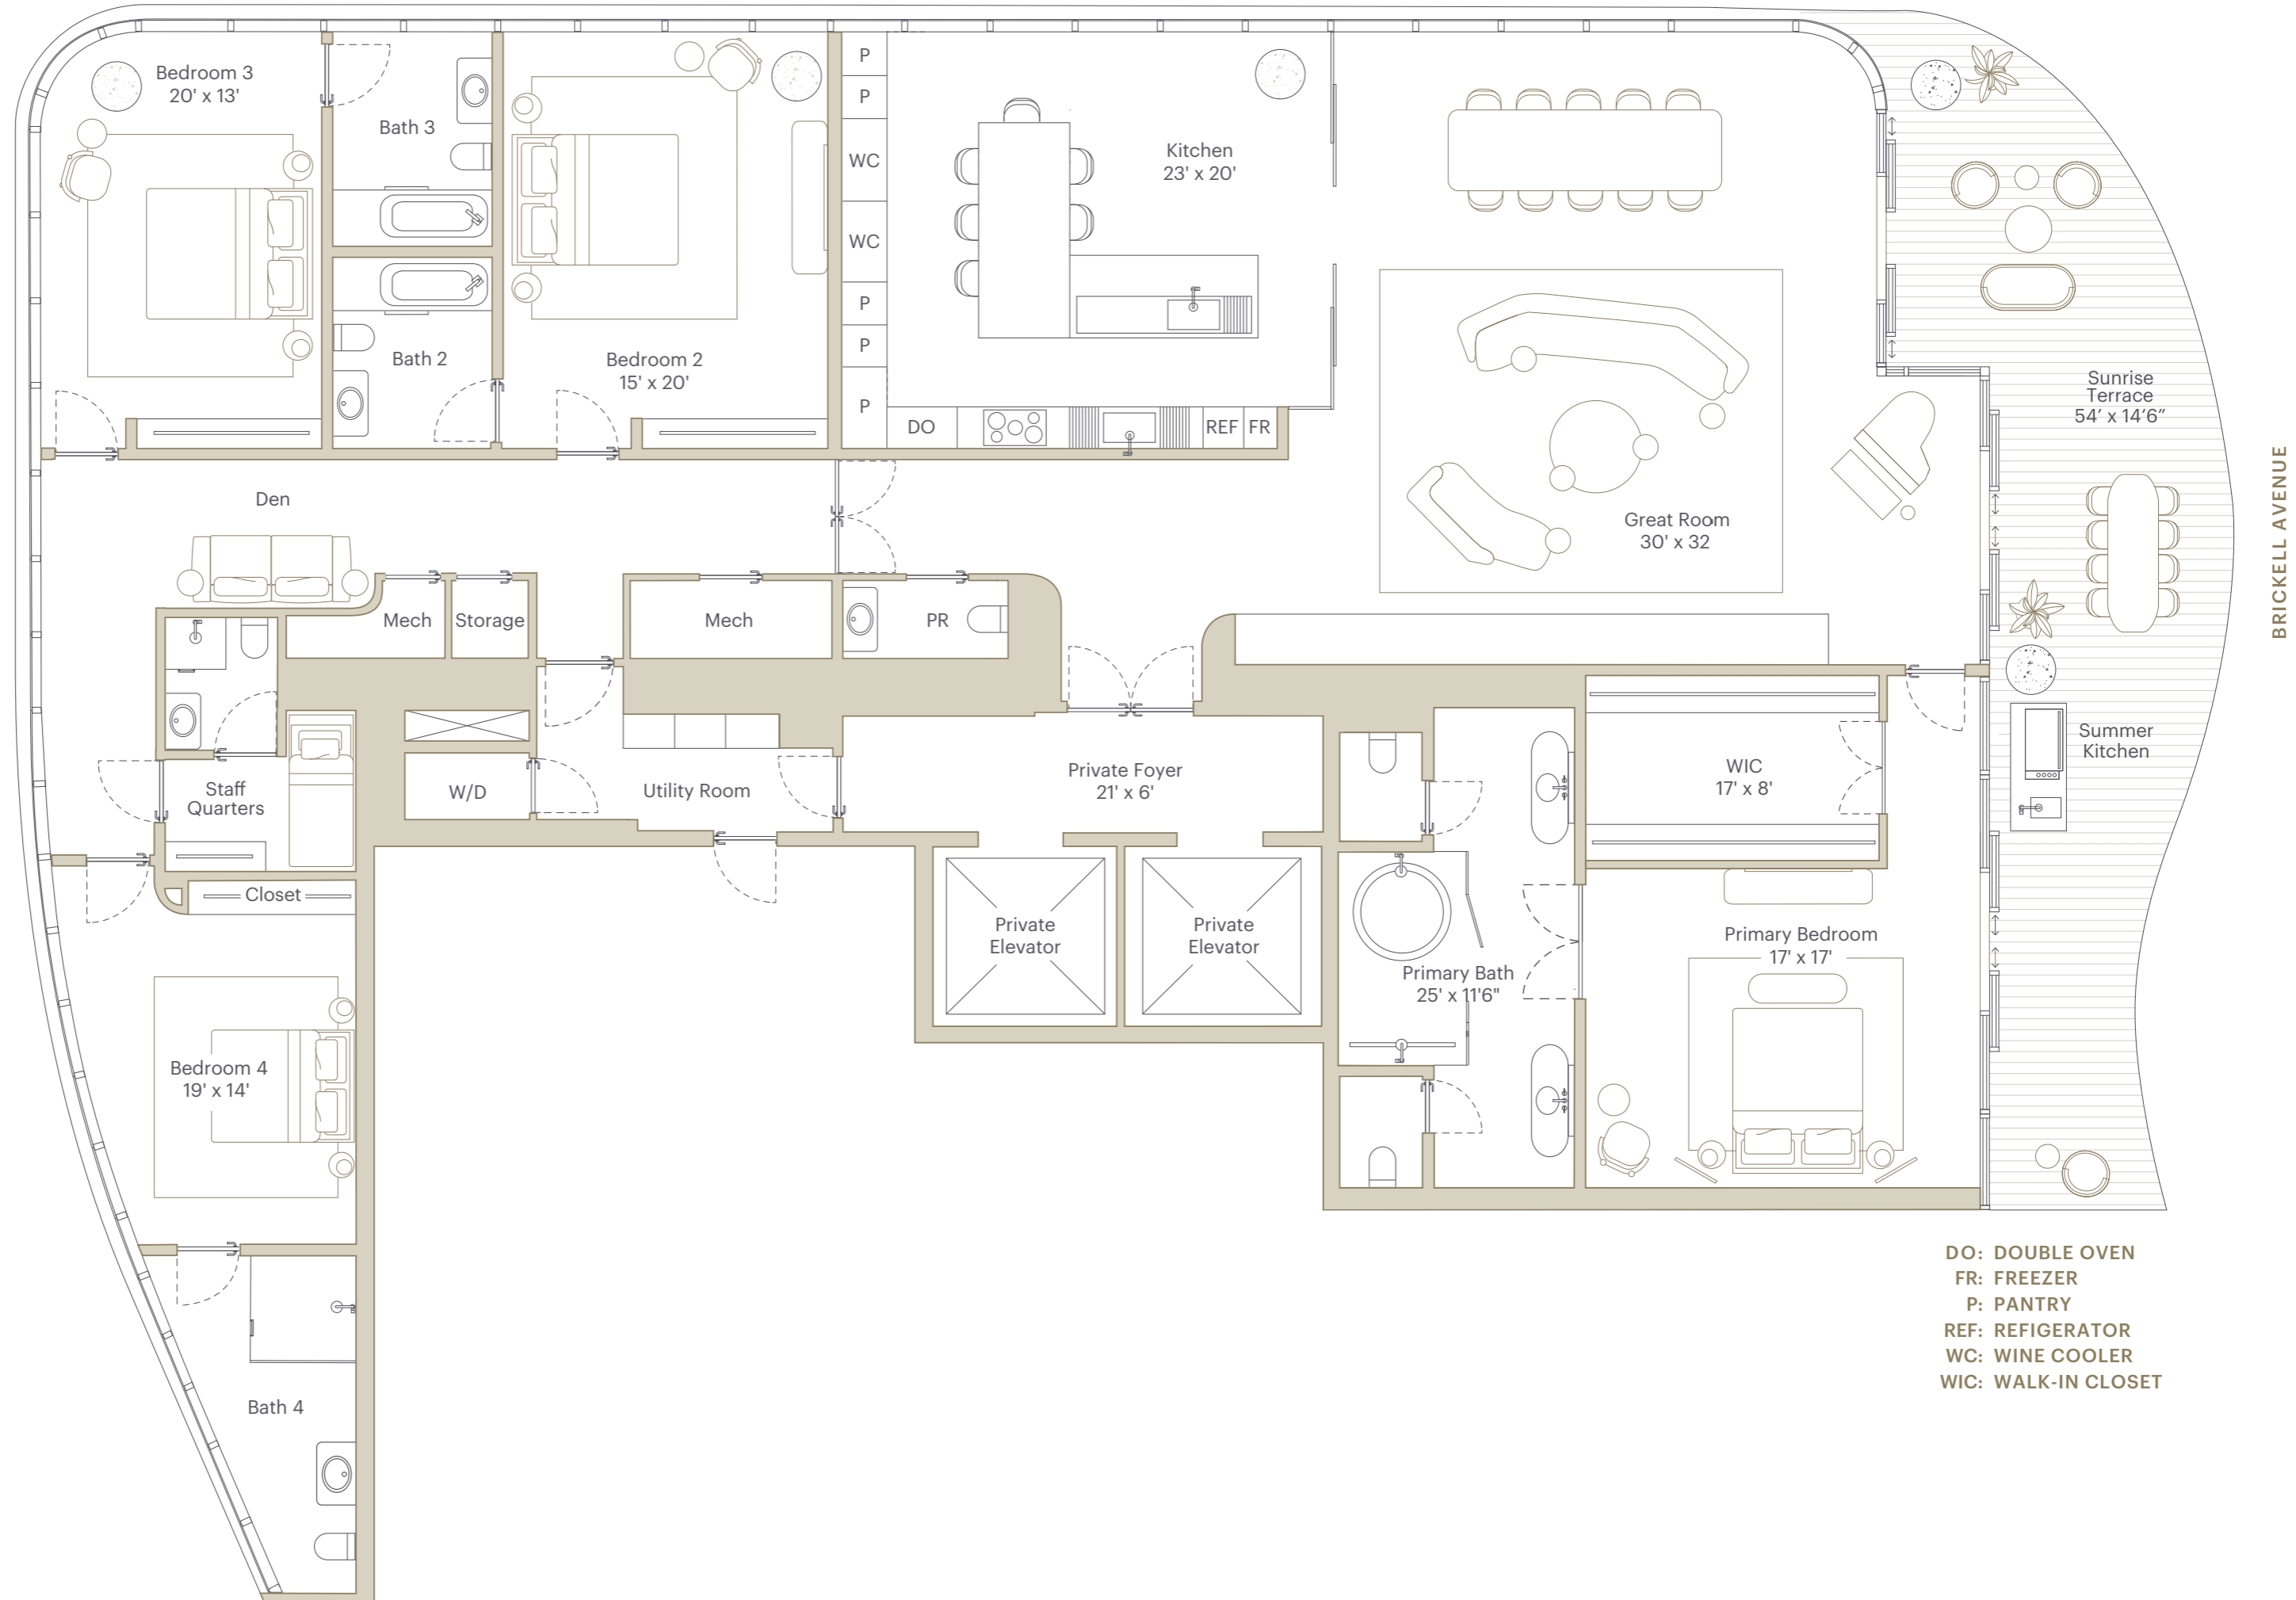 Bedroom 3
20' x 13'
Bath 3
P
P
WC
WC
P
P
P
Kitchen
23' x 20'
Bath 2
Bedroom 2
15' x 20'
DO
REF
FR
Sunrise
Terrace
54' x 14'6"
BRICKELL AVENUE
Den
Great Room
30' x 32
Mech
Storage
Mech
PR
Staff
Quarters
W/D
Utility Room
Private Foyer
21' x 6'
WIC
17' x 8'
Summer
Kitchen
Closet
Private
Elevator
Private
Elevator
Primary Bath
25' x 11'6"
Primary Bedroom
17' x 17'
Bedroom 4
19' x 14'
Bath 4
DO: DOUBLE OVEN
FR: FREEZER
P: PANTRY
REF: REFIGERATOR
WC: WINE COOLER
WIC: WALK-IN CLOSET